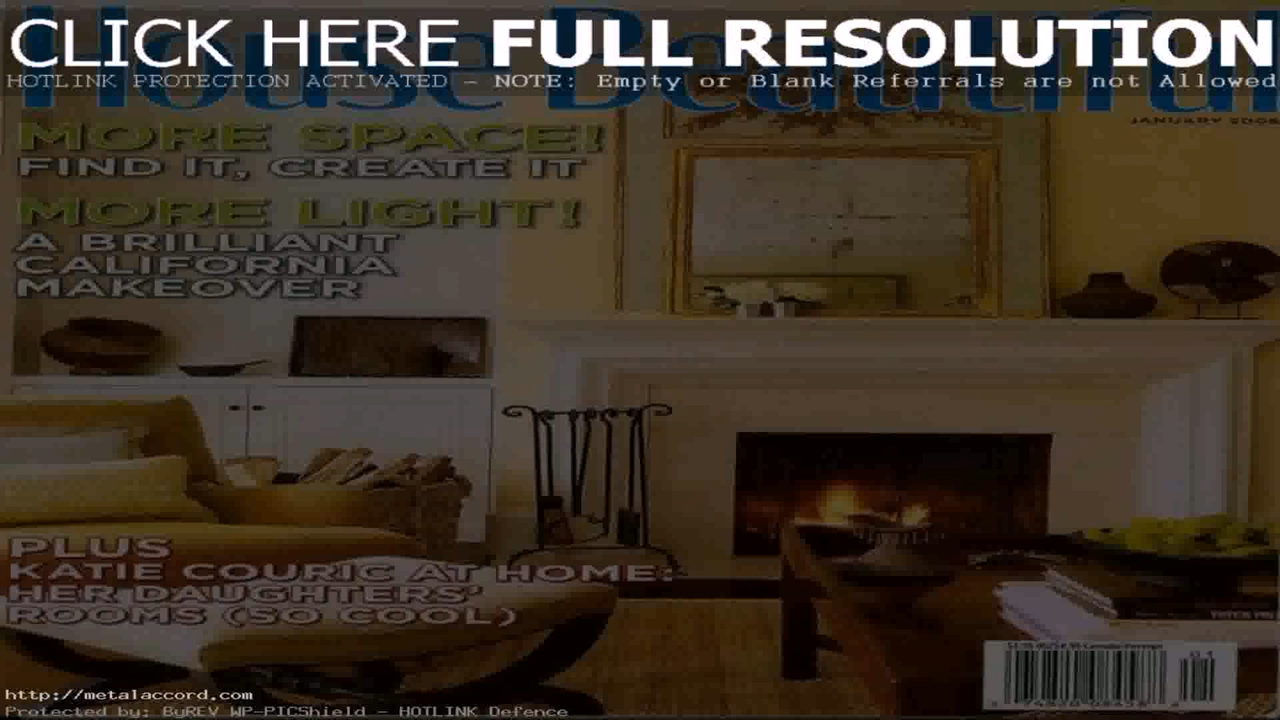 CLICK HERE FULL RESOLUTION
HOTLINK PROTECTION ACTIVATED - NOTE: Empty or Blank Referrals are not Allowed
House Beautiful
JANUARY
MORE SPACE!
FIND IT, CREATE IT
MORE LIGHT!
A BRILLIANT
CALIFORNIA
MAKEOVER
PLUS
KATIE COURIC AT HOME:
HER DAUGHTERS'
ROOMS (SO COOL)
http://metalaccord.com
Protected by: ByREV WP-PICShield - HOTLINK Defence